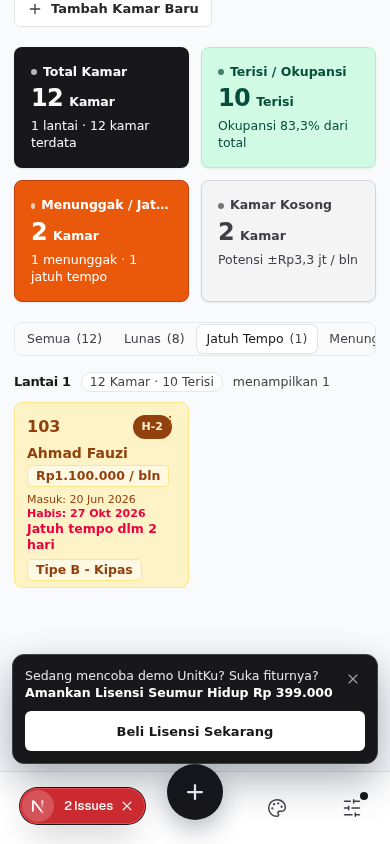 + Tambah Kamar Baru
Total Kamar
12 Kamar
1 lantai · 12 kamar
terdata
Terisi / Okupansi
10 Terisi
Okupansi 83,3% dari
total
Menunggak / Jat...
2 Kamar
1 menunggak · 1
jatuh tempo
Kamar Kosong
2 Kamar
Potensi ±Rp3,3 jt / bln
Semua (12) Lunas (8) Jatuh Tempo (1) Menung
Lantai 1 12 Kamar · 10 Terisi menampilkan 1
103 H-2
Ahmad Fauzi
Rp1.100.000 / bln
Masuk: 20 Jun 2026
Habis: 27 Okt 2026
Jatuh tempo dlm 2
hari
Tipe B - Kipas
Sedang mencoba demo UnitKu? Suka fiturnya?
Amankan Lisensi Seumur Hidup Rp 399.000
Beli Lisensi Sekarang
N 2 Issues